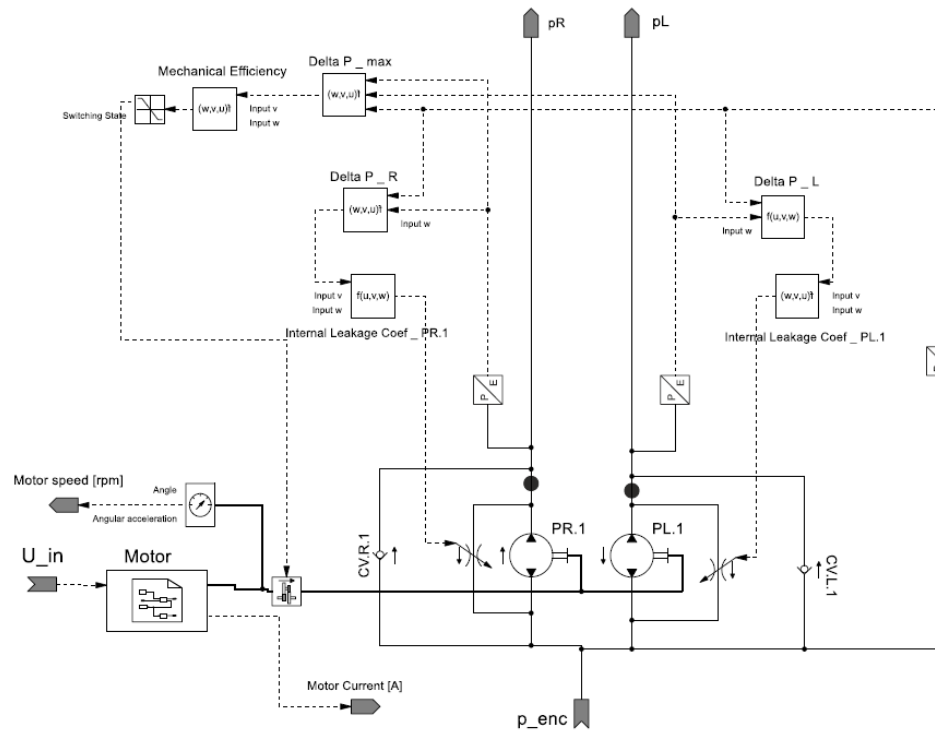 pR
pL
Delta P _ max
Mechanical Efficiency
(w,v,u)f
(w,v,u)f
Input v
Input w
Switching State
Delta P _ R
(w,v,u)f
Input w
Delta P _ L
f(u,v,w)
Input w
Input v
Input w
f(u,v,w)
Internal Leakage Coef _ PR.1
(w,v,u)f
Input v
Input w
Internal Leakage Coef _ PL.1
P
E
P
E
Motor speed [rpm]
Angle
Angular acceleration
U_in
Motor
CV.R.1
PR.1
PL.1
CV.L.1
Motor Current [A]
p_enc